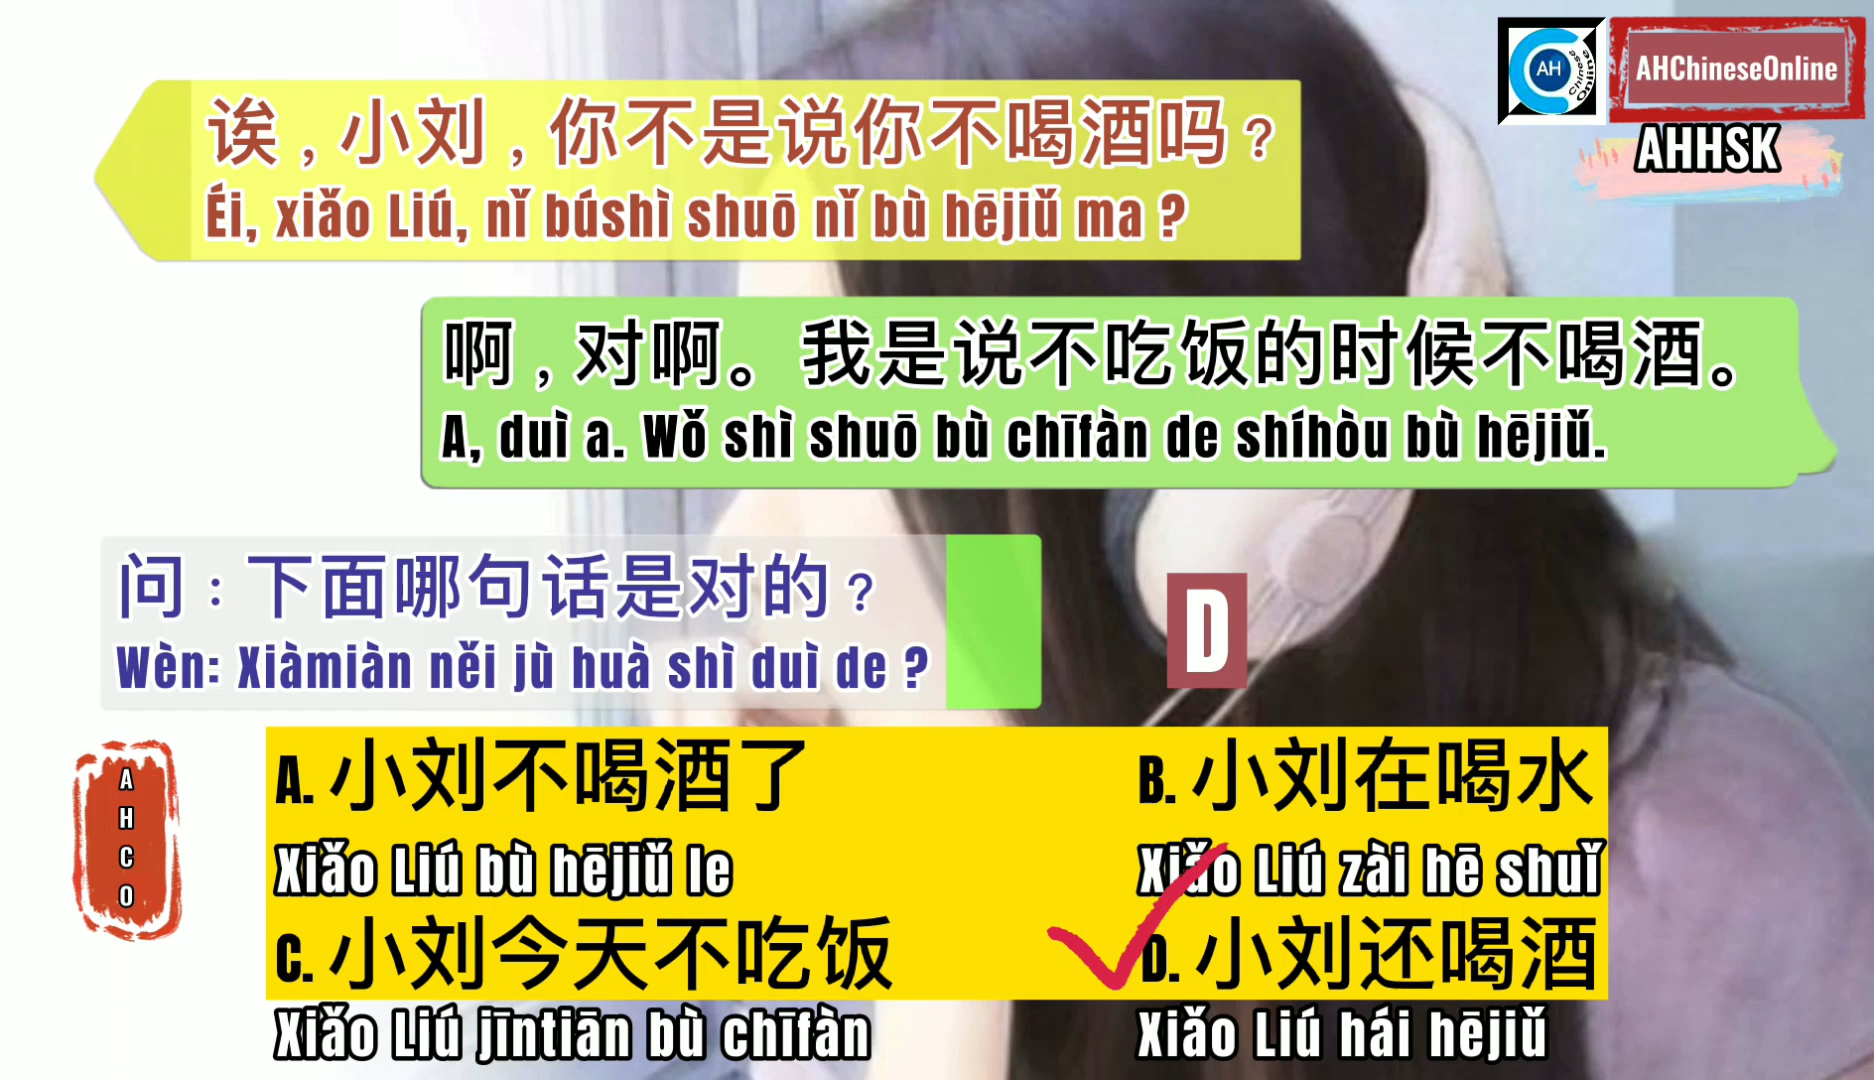 AH Chinese Online
AHChineseOnline
AHHSK
诶，小刘，你不是说你不喝酒吗？
Éi, xiǎo Liú, nǐ búshì shuō nǐ bù hējiǔ ma ?
啊，对啊。我是说不吃饭的时候不喝酒。
A, duì a. Wǒ shì shuō bù chīfàn de shíhòu bù hējiǔ.
问：下面哪句话是对的？
Wèn: Xiàmiàn něi jù huà shì duì de ?
D
A. 小刘不喝酒了
Xiǎo Liú bù hējiǔ le
B. 小刘在喝水
Xiǎo Liú zài hē shuǐ
C. 小刘今天不吃饭
Xiǎo Liú jīntiān bù chīfàn
D. 小刘还喝酒
Xiǎo Liú hái hējiǔ
AHCO